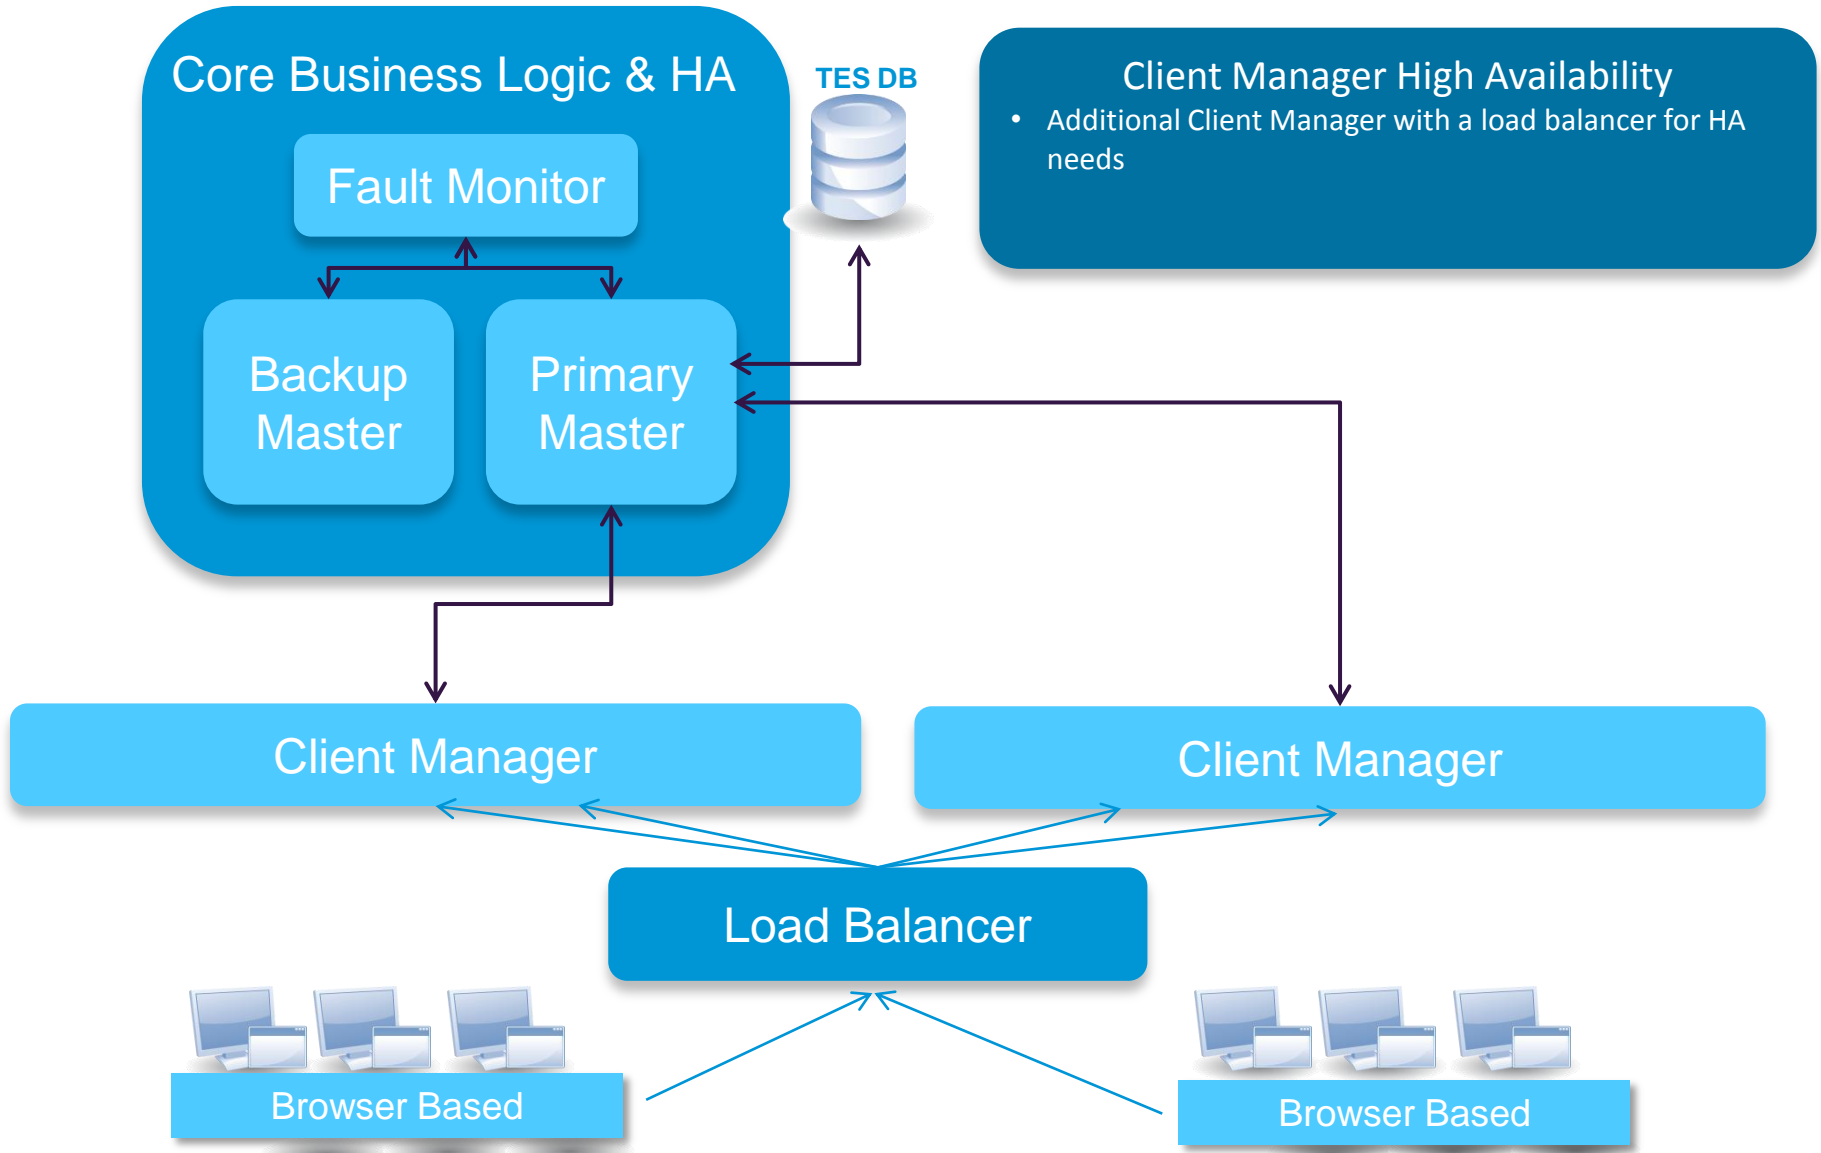 Core Business Logic & HA
TES DB
Client Manager High Availability
• Additional Client Manager with a load balancer for HA
needs
Fault Monitor
Backup
Master
Primary
Master
Client Manager
Client Manager
Load Balancer
Browser Based
Browser Based